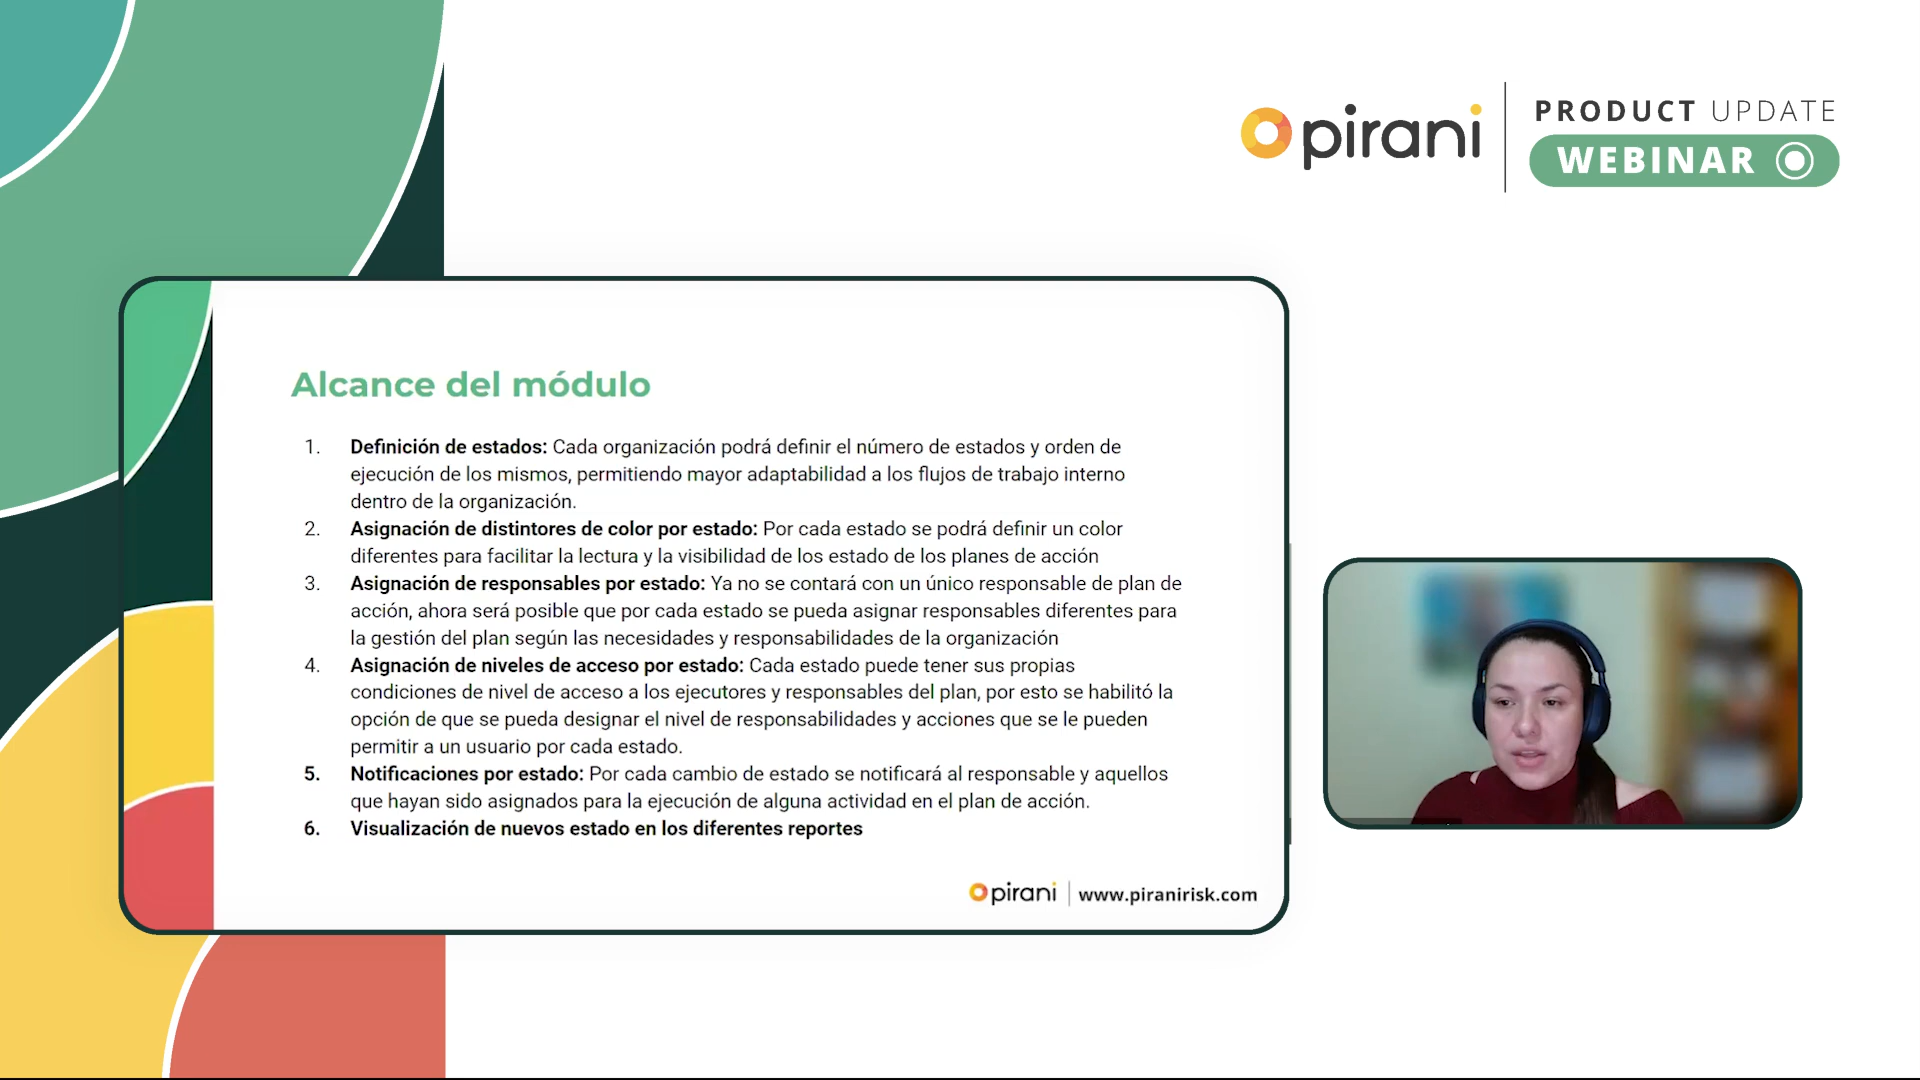 pirani
PRODUCT UPDATE
WEBINAR
Alcance del módulo
1. Definición de estados: Cada organización podrá definir el número de estados y orden de
ejecución de los mismos, permitiendo mayor adaptabilidad a los flujos de trabajo interno
dentro de la organización.
2. Asignación de distintores de color por estado: Por cada estado se podrá definir un color
diferentes para facilitar la lectura y la visibilidad de los estado de los planes de acción
3. Asignación de responsables por estado: Ya no se contará con un único responsable de plan de
acción, ahora será posible que por cada estado se pueda asignar responsables diferentes para
la gestión del plan según las necesidades y responsabilidades de la organización
4. Asignación de niveles de acceso por estado: Cada estado puede tener sus propias
condiciones de nivel de acceso a los ejecutores y responsables del plan, por esto se habilitó la
opción de que se pueda designar el nivel de responsabilidades y acciones que se le pueden
permitir a un usuario por cada estado.
5. Notificaciones por estado: Por cada cambio de estado se notificará al responsable y aquellos
que hayan sido asignados para la ejecución de alguna actividad en el plan de acción.
6. Visualización de nuevos estado en los diferentes reportes
pirani | www.piranirisk.com